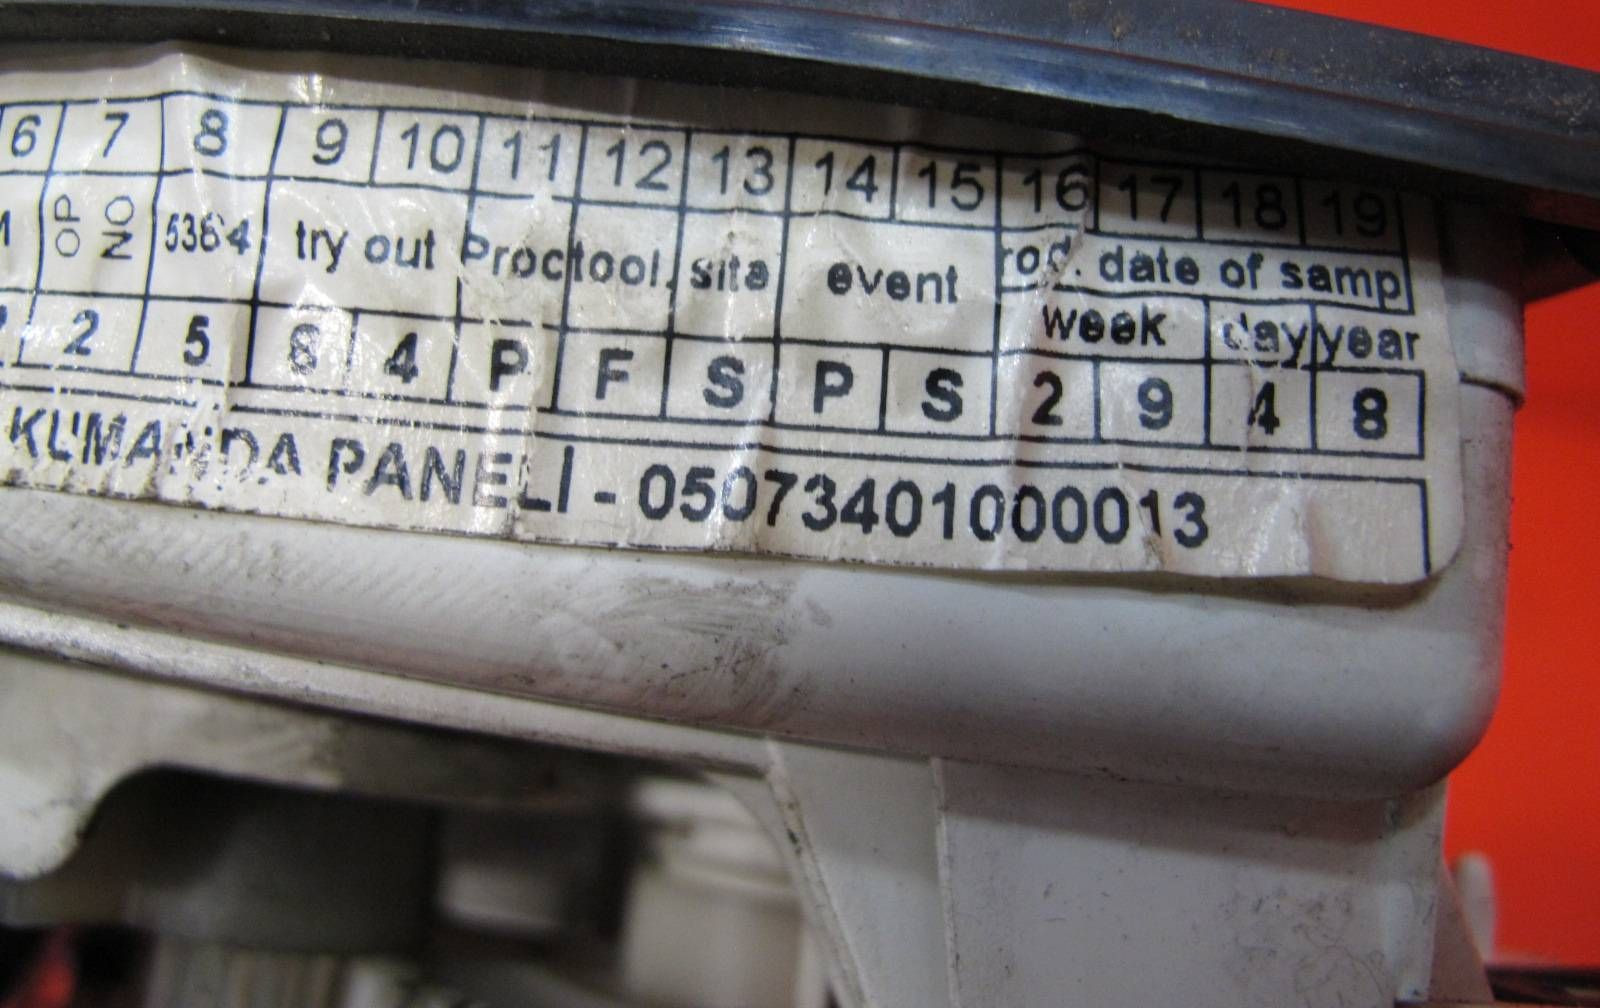 6 7 8 9 10 11 12 13 14 15 16 17 18 19
OP NO 5364 try out Proc tool. site event rod. date of samp
week day year
2 5 8 4 P F S P S 2 9 4 8
KUMANDA PANELİ - 05073401000013